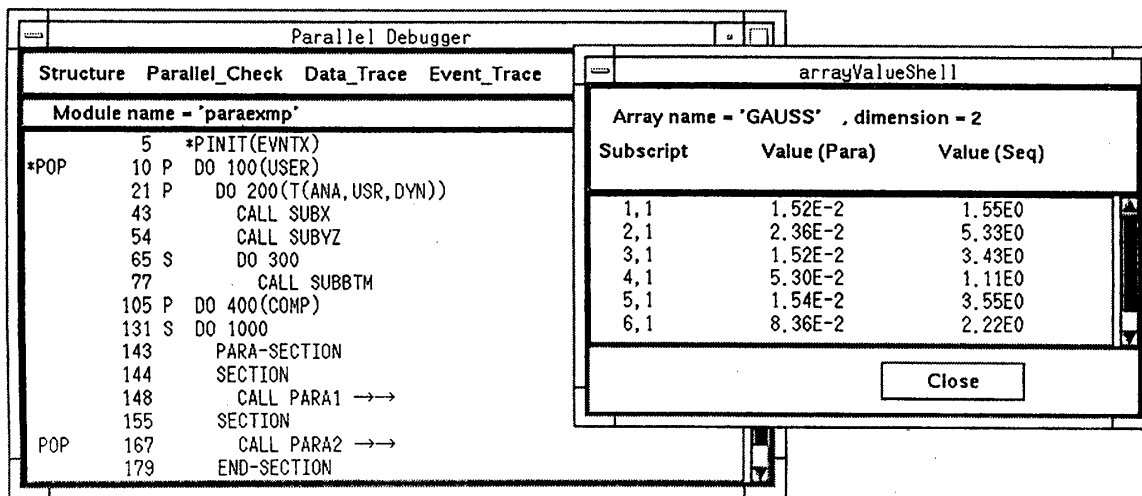 Parallel Debugger
Structure Parallel_Check Data_Trace Event_Trace
Module name = 'paraexmp'
5 *PINIT(EVNTX)
*POP 10 P DO 100(USER)
21 P DO 200(T(ANA,USR,DYN))
43 CALL SUBX
54 CALL SUBYZ
65 S DO 300
77 CALL SUBBTM
105 P DO 400(COMP)
131 S DO 1000
143 PARA-SECTION
144 SECTION
148 CALL PARA1 →→
155 SECTION
POP 167 CALL PARA2 →→
179 END-SECTION
arrayValueShell
Array name = 'GAUSS' , dimension = 2
Subscript Value (Para) Value (Seq)
1,1 1.52E-2 1.55E0
2,1 2.36E-2 5.33E0
3,1 1.52E-2 3.43E0
4,1 5.30E-2 1.11E0
5,1 1.54E-2 3.55E0
6,1 8.36E-2 2.22E0
Close